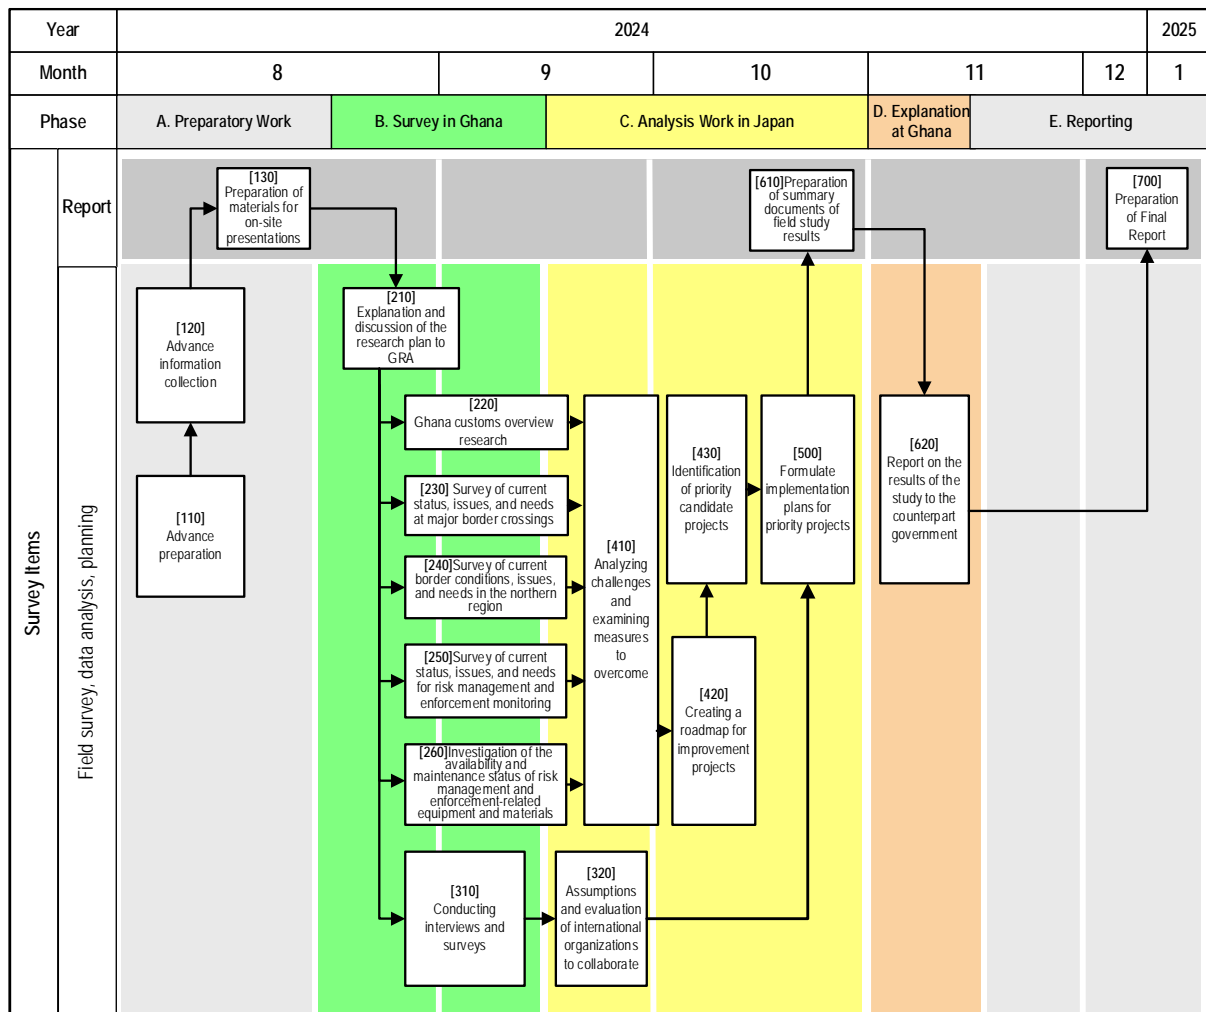 Year
2024
2025
Month
8
9
10
11
12
1
Phase
A. Preparatory Work
B. Survey in Ghana
C. Analysis Work in Japan
D. Explanation
at Ghana
E. Reporting
Survey Items
Report
Field survey, data analysis, planning
[130]
Preparation of
materials for
on-site
presentations
[610]Preparation
of summary
documents of
field study
results
[700]
Preparation
of Final
Report
[120]
Advance
information
collection
[110]
Advance
preparation
[210]
Explanation and
discussion of the
research plan to
GRA
[220]
Ghana customs overview
research
[230] Survey of current
status, issues, and needs
at major border crossings
[240]Survey of current
border conditions, issues,
and needs in the northern
region
[250]Survey of current
status, issues, and needs
for risk management and
enforcement monitoring
[260]Investigation of the
availability and
maintenance status of risk
management and
enforcement-related
equipment and materials
[310]
Conducting
interviews and
surveys
[320]
Assumptions
and evaluation
of international
organizations
to collaborate
[410]
Analyzing
challenges
and
examining
measures
to
overcome
[420]
Creating a
roadmap for
improvement
projects
[430]
Identification
of priority
candidate
projects
[500]
Formulate
implementation
plans for
priority projects
[620]
Report on the
results of the
study to the
counterpart
government